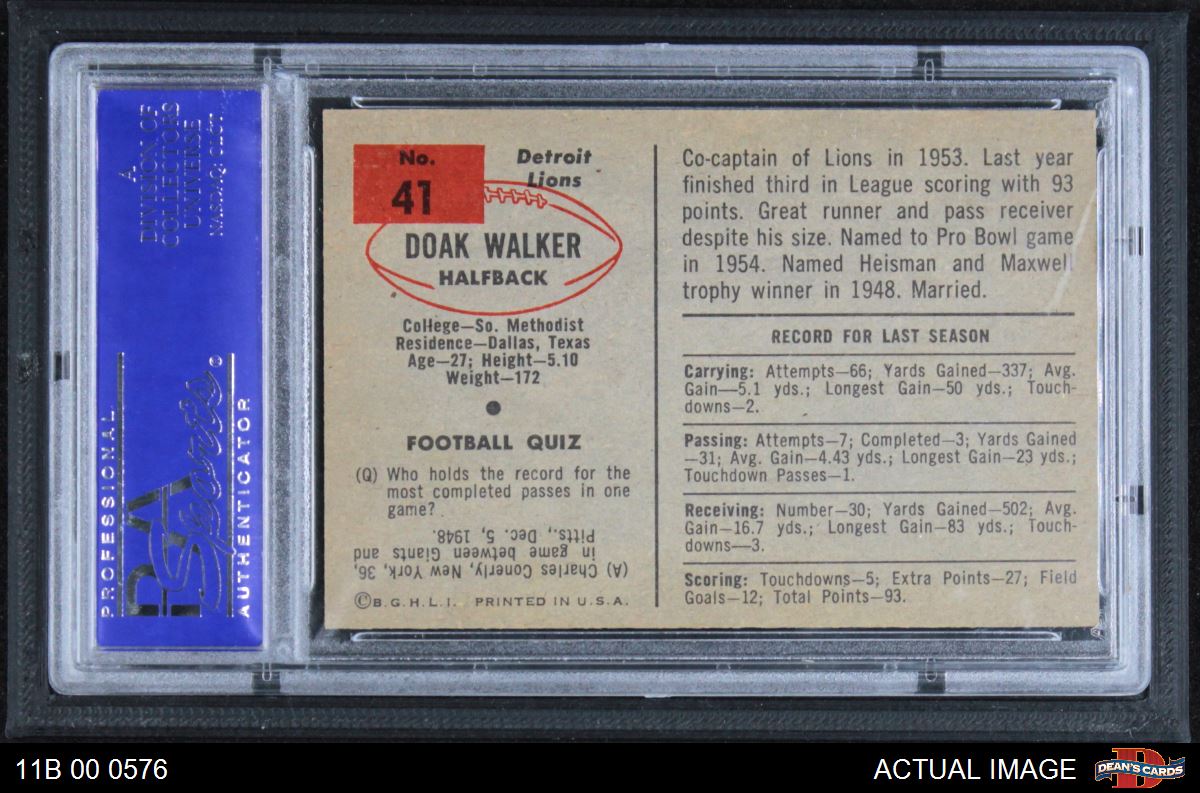 A
DIVISION OF
COLLECTORS
UNIVERSE
NASDAQ: CLCT
PROFESSIONAL
PSA
Sports
®
AUTHENTICATOR
No.
41
Detroit
Lions
DOAK WALKER
HALFBACK
College—So. Methodist
Residence—Dallas, Texas
Age—27; Height—5.10
Weight—172
FOOTBALL QUIZ
(Q) Who holds the record for the
most completed passes in one
game?
(A) Charles Conerly, New York, 36,
in game between Giants and
Pitts., Dec. 5, 1948.
©B.G.H.L.I. PRINTED IN U.S.A.
Co-captain of Lions in 1953. Last year
finished third in League scoring with 93
points. Great runner and pass receiver
despite his size. Named to Pro Bowl game
in 1954. Named Heisman and Maxwell
trophy winner in 1948. Married.
RECORD FOR LAST SEASON
Carrying: Attempts—66; Yards Gained—337; Avg.
Gain—5.1 yds.; Longest Gain—50 yds.; Touch-
downs—2.
Passing: Attempts—7; Completed—3; Yards Gained
—31; Avg. Gain—4.43 yds.; Longest Gain—23 yds.;
Touchdown Passes—1.
Receiving: Number—30; Yards Gained—502; Avg.
Gain—16.7 yds.; Longest Gain—83 yds.; Touch-
downs—3.
Scoring: Touchdowns—5; Extra Points—27; Field
Goals—12; Total Points—93.
11B 00 0576
ACTUAL IMAGE
D
DEAN'S CARDS